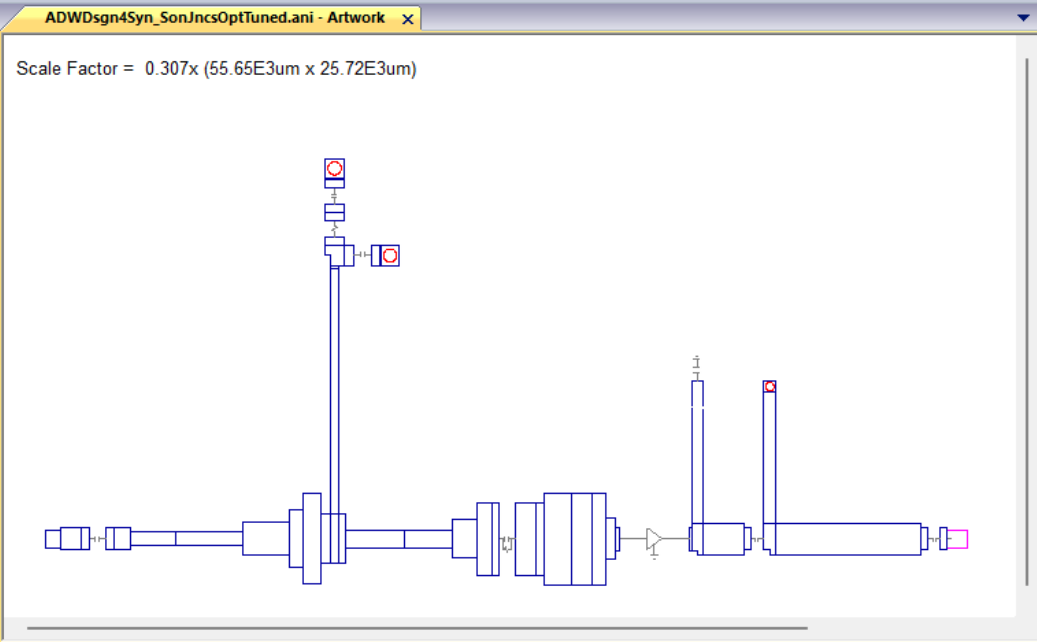 ADWDsgn4Syn_SonJncsOptTuned.ani - Artwork
Scale Factor = 0.307x (55.65E3um x 25.72E3um)